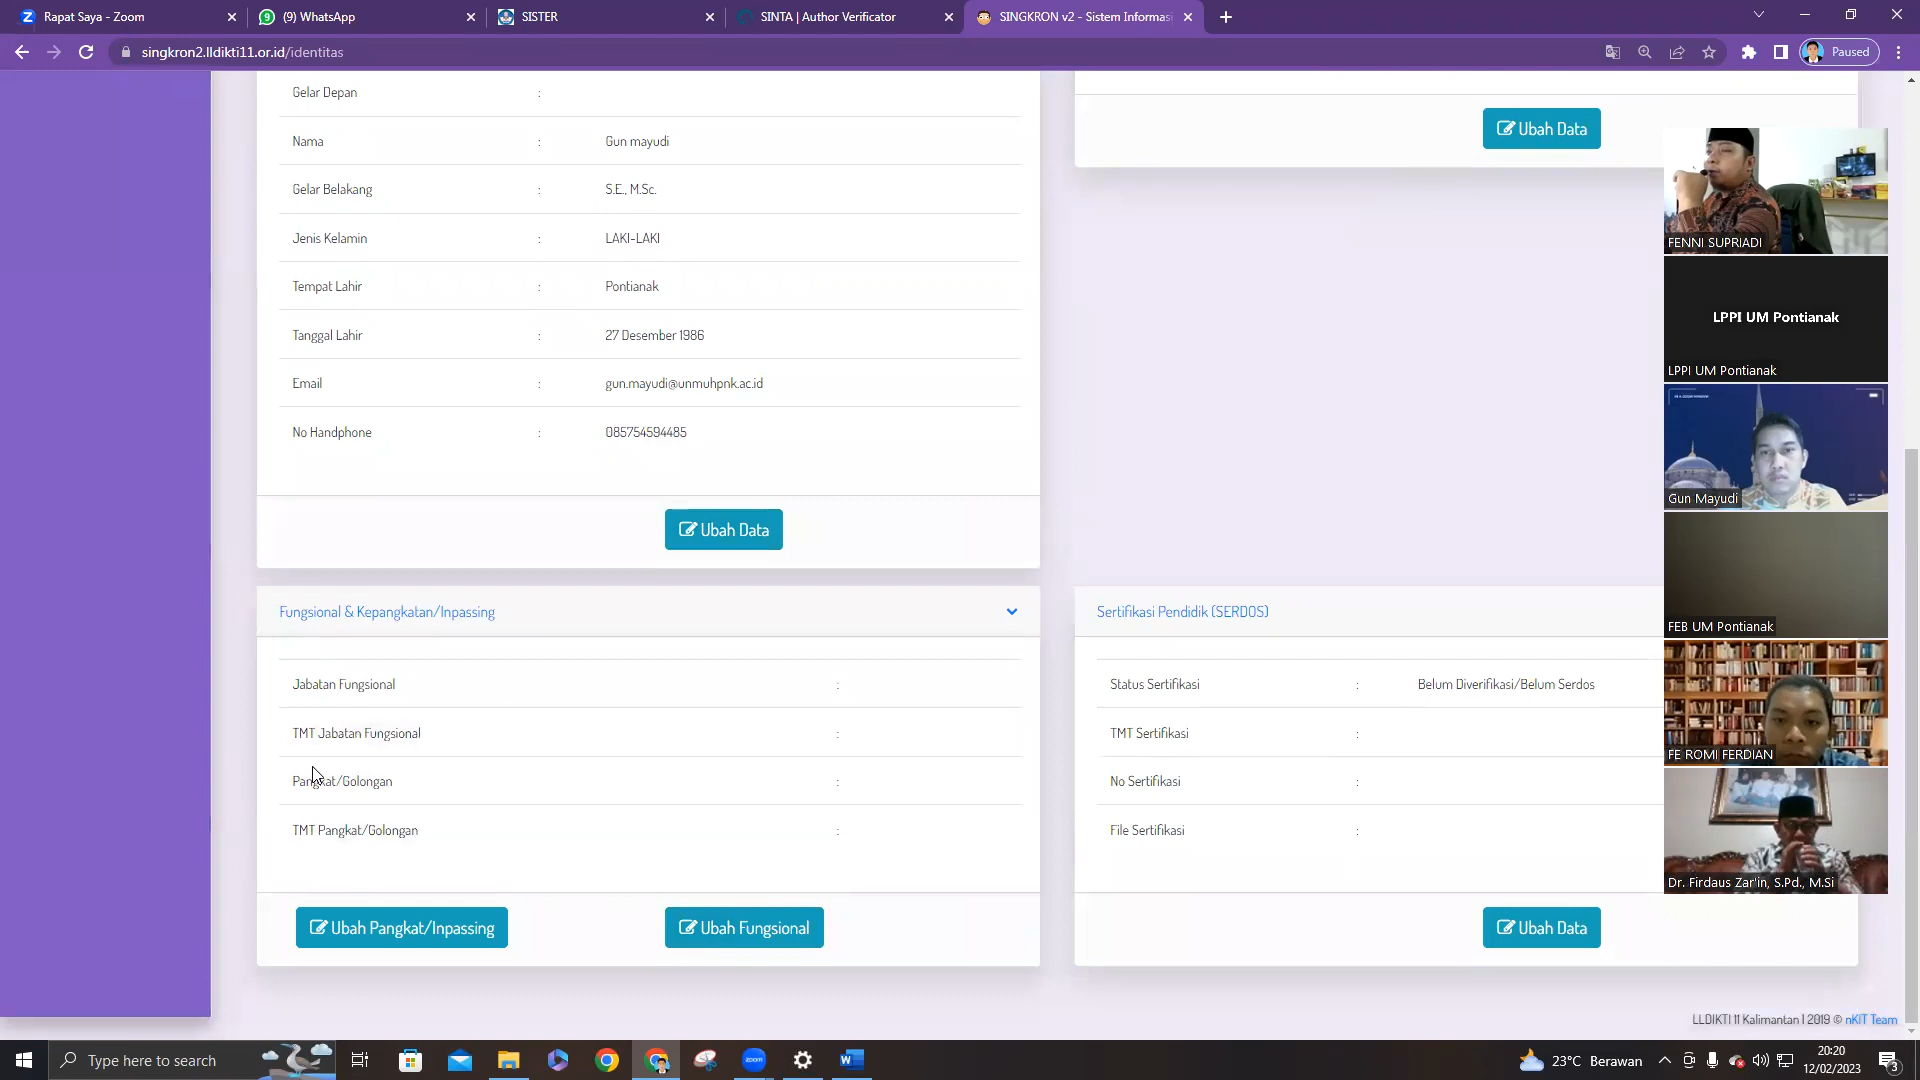 Rapat Saya - Zoom
(9) WhatsApp
SISTER
SINTA | Author Verificator
SINGKRON v2 - Sistem Informasi
singkron2.lldikti11.or.id/identitas
Paused
Gelar Depan :
Nama : Gun mayudi
Gelar Belakang : S.E., M.Sc.
Jenis Kelamin : LAKI-LAKI
Tempat Lahir : Pontianak
Tanggal Lahir : 27 Desember 1986
Email : gun.mayudi@unmuhpnk.ac.id
No Handphone : 085754594485
Ubah Data
Ubah Data
Fungsional & Kepangkatan/Inpassing
Jabatan Fungsional :
TMT Jabatan Fungsional :
Pangkat/Golongan :
TMT Pangkat/Golongan :
Ubah Pangkat/Inpassing
Ubah Fungsional
Sertifikasi Pendidik (SERDOS)
Status Sertifikasi : Belum Diverifikasi/Belum Serdos
TMT Sertifikasi :
No Sertifikasi :
File Sertifikasi :
Ubah Data
FENNI SUPRIADI
LPPI UM Pontianak
LPPI UM Pontianak
Gun Mayudi
FEB UM Pontianak
FE ROMI FERDIAN
Dr. Firdaus Zar'in, S.Pd., M.Si
LLDIKTI 11 Kalimantan | 2019 © nKIT Team
Type here to search
zoom
23°C Berawan
20:20
12/02/2023
3